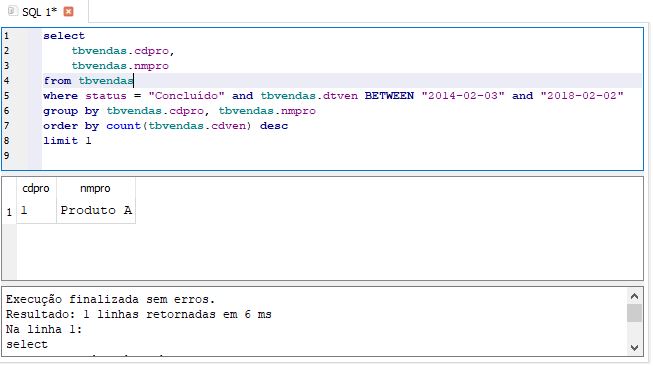 SQL 1*
1 select
2 tbvendas.cdpro,
3 tbvendas.nmpro
4 from tbvendas
5 where status = "Concluído" and tbvendas.dtven BETWEEN "2014-02-03" and "2018-02-02"
6 group by tbvendas.cdpro, tbvendas.nmpro
7 order by count(tbvendas.cdven) desc
8 limit 1
9
cdpro nmpro
1 1 Produto A
Execução finalizada sem erros.
Resultado: 1 linhas retornadas em 6 ms
Na linha 1:
select